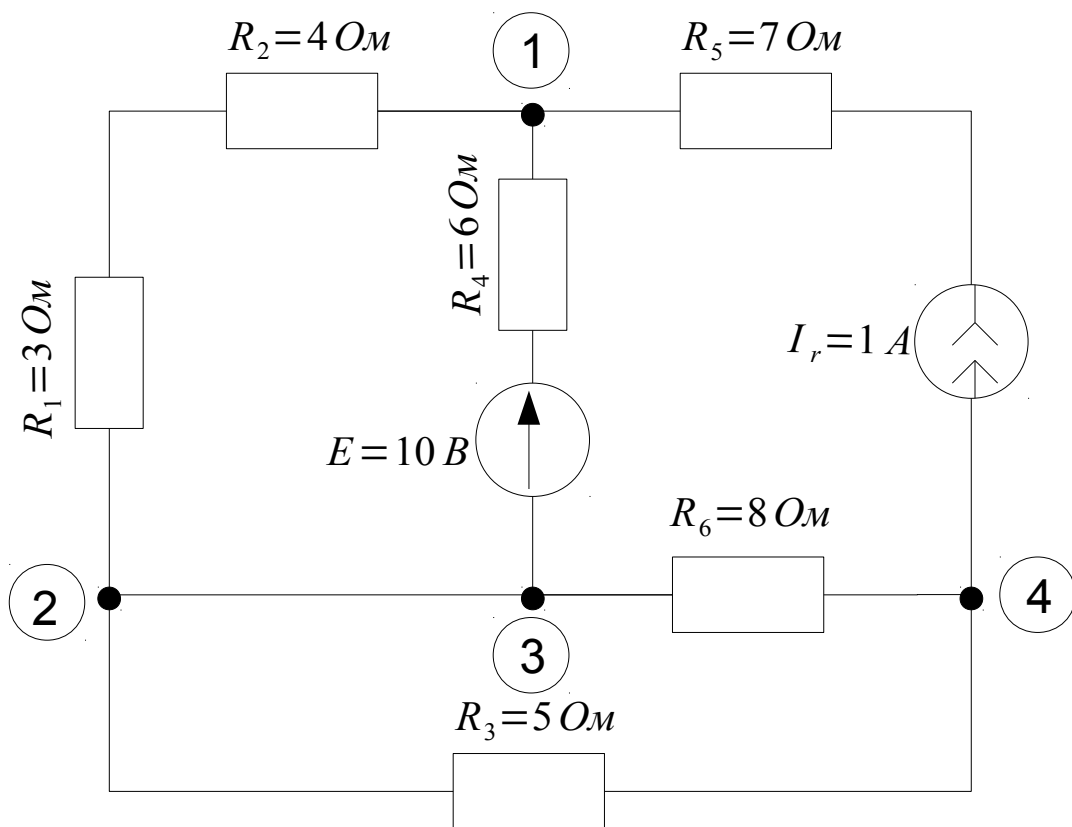 R₂=4 Ом
1
R₅=7 Ом
R₄=6 Ом
R₁=3 Ом
I_r=1 A
E=10 В
R₆=8 Ом
2
3
4
R₃=5 Ом